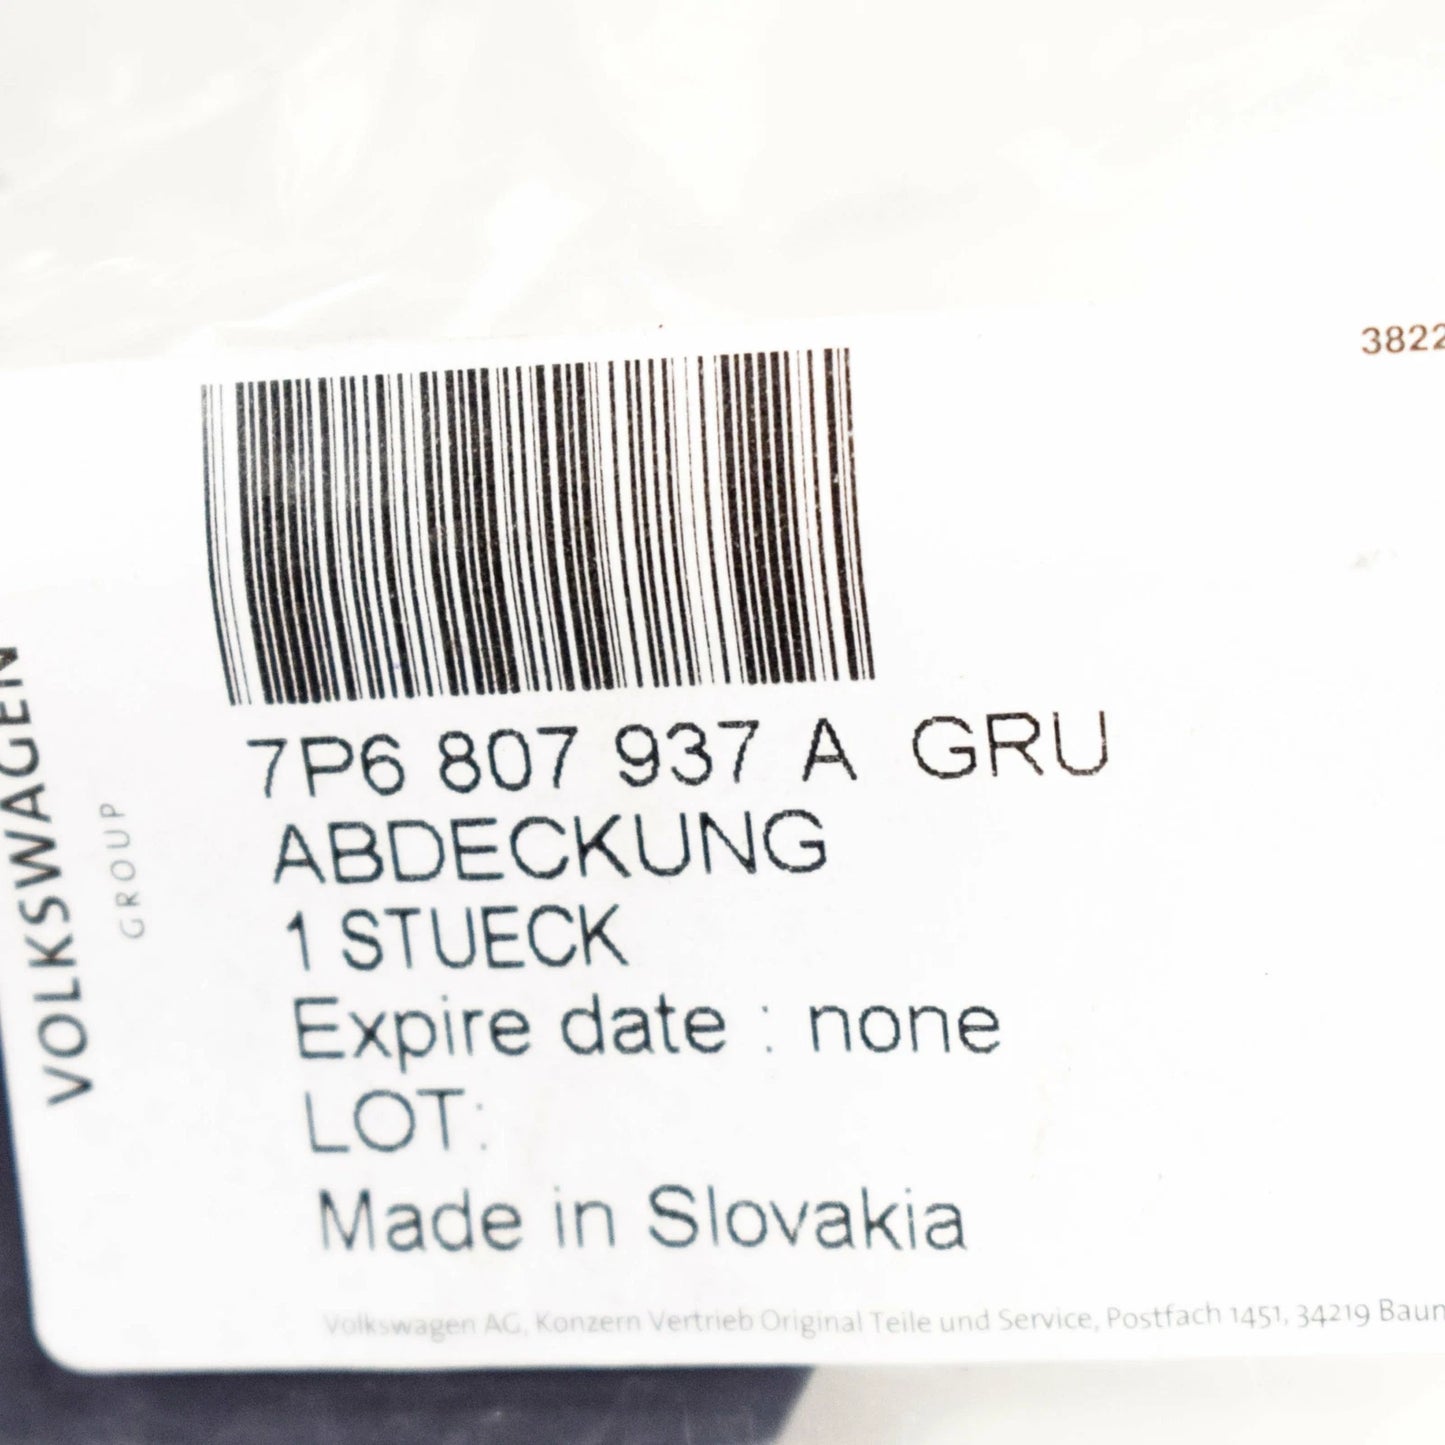 3822
7P6 807 937 A GRU
ABDECKUNG
1 STUECK
Expire date : none
LOT:
Made in Slovakia
Volkswagen AG, Konzern Vertrieb Original Teile und Service, Postfach 1451, 34219 Baun
VOLKSWAGEN
GROUP